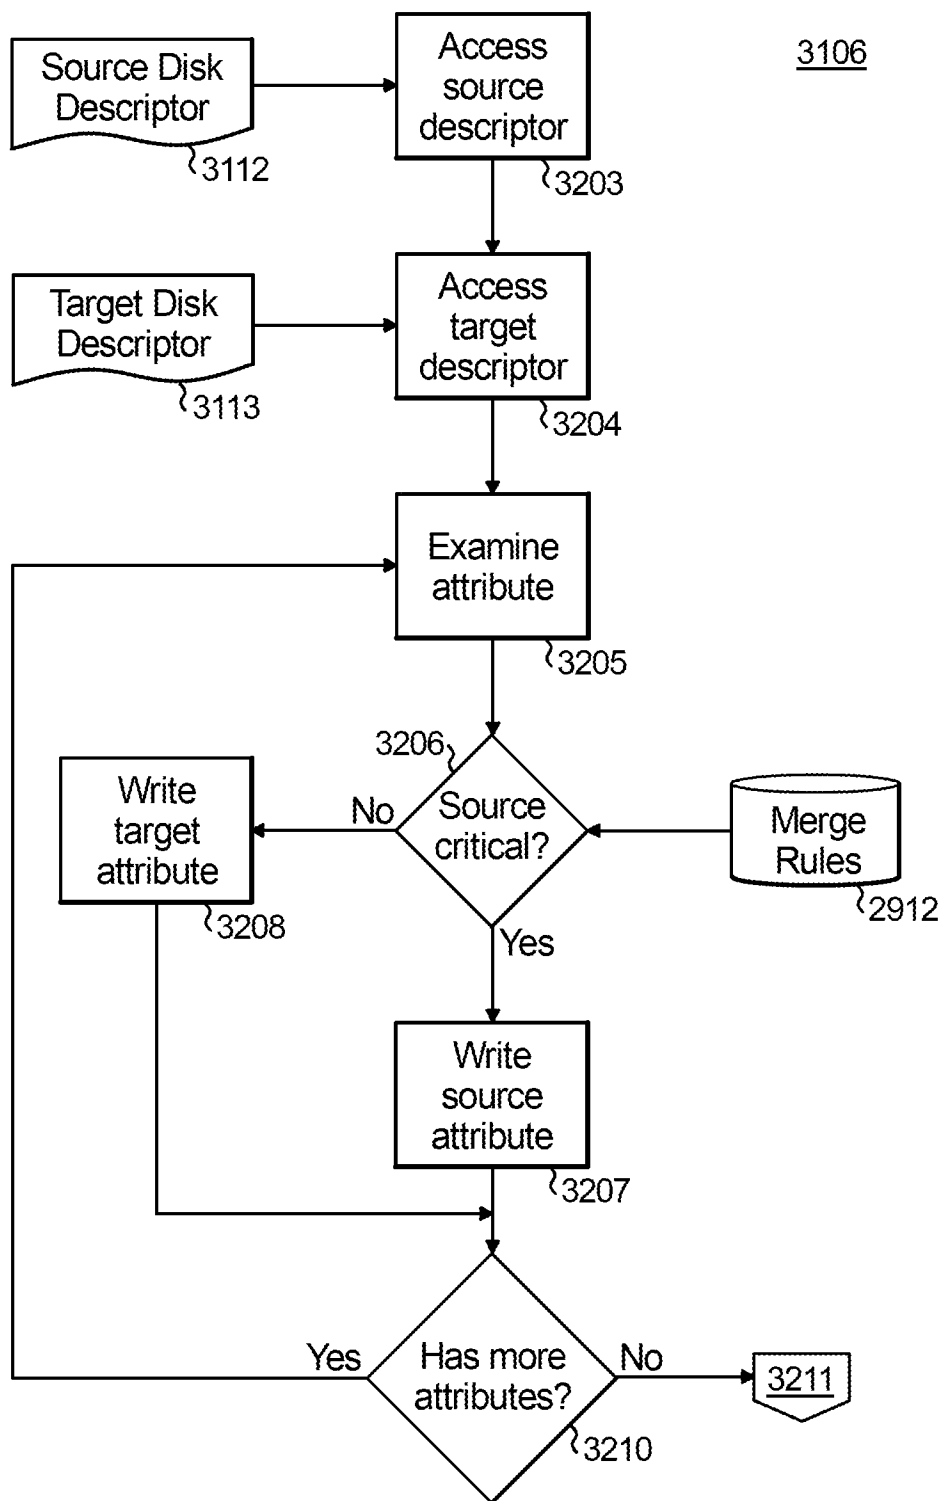 3106
Source Disk
Descriptor
3112
Access
source
descriptor
3203
Target Disk
Descriptor
3113
Access
target
descriptor
3204
Examine
attribute
3205
3206
Source
critical?
No
Yes
Merge
Rules
2912
Write
target
attribute
3208
Write
source
attribute
3207
Has more
attributes?
Yes
No
3210
3211